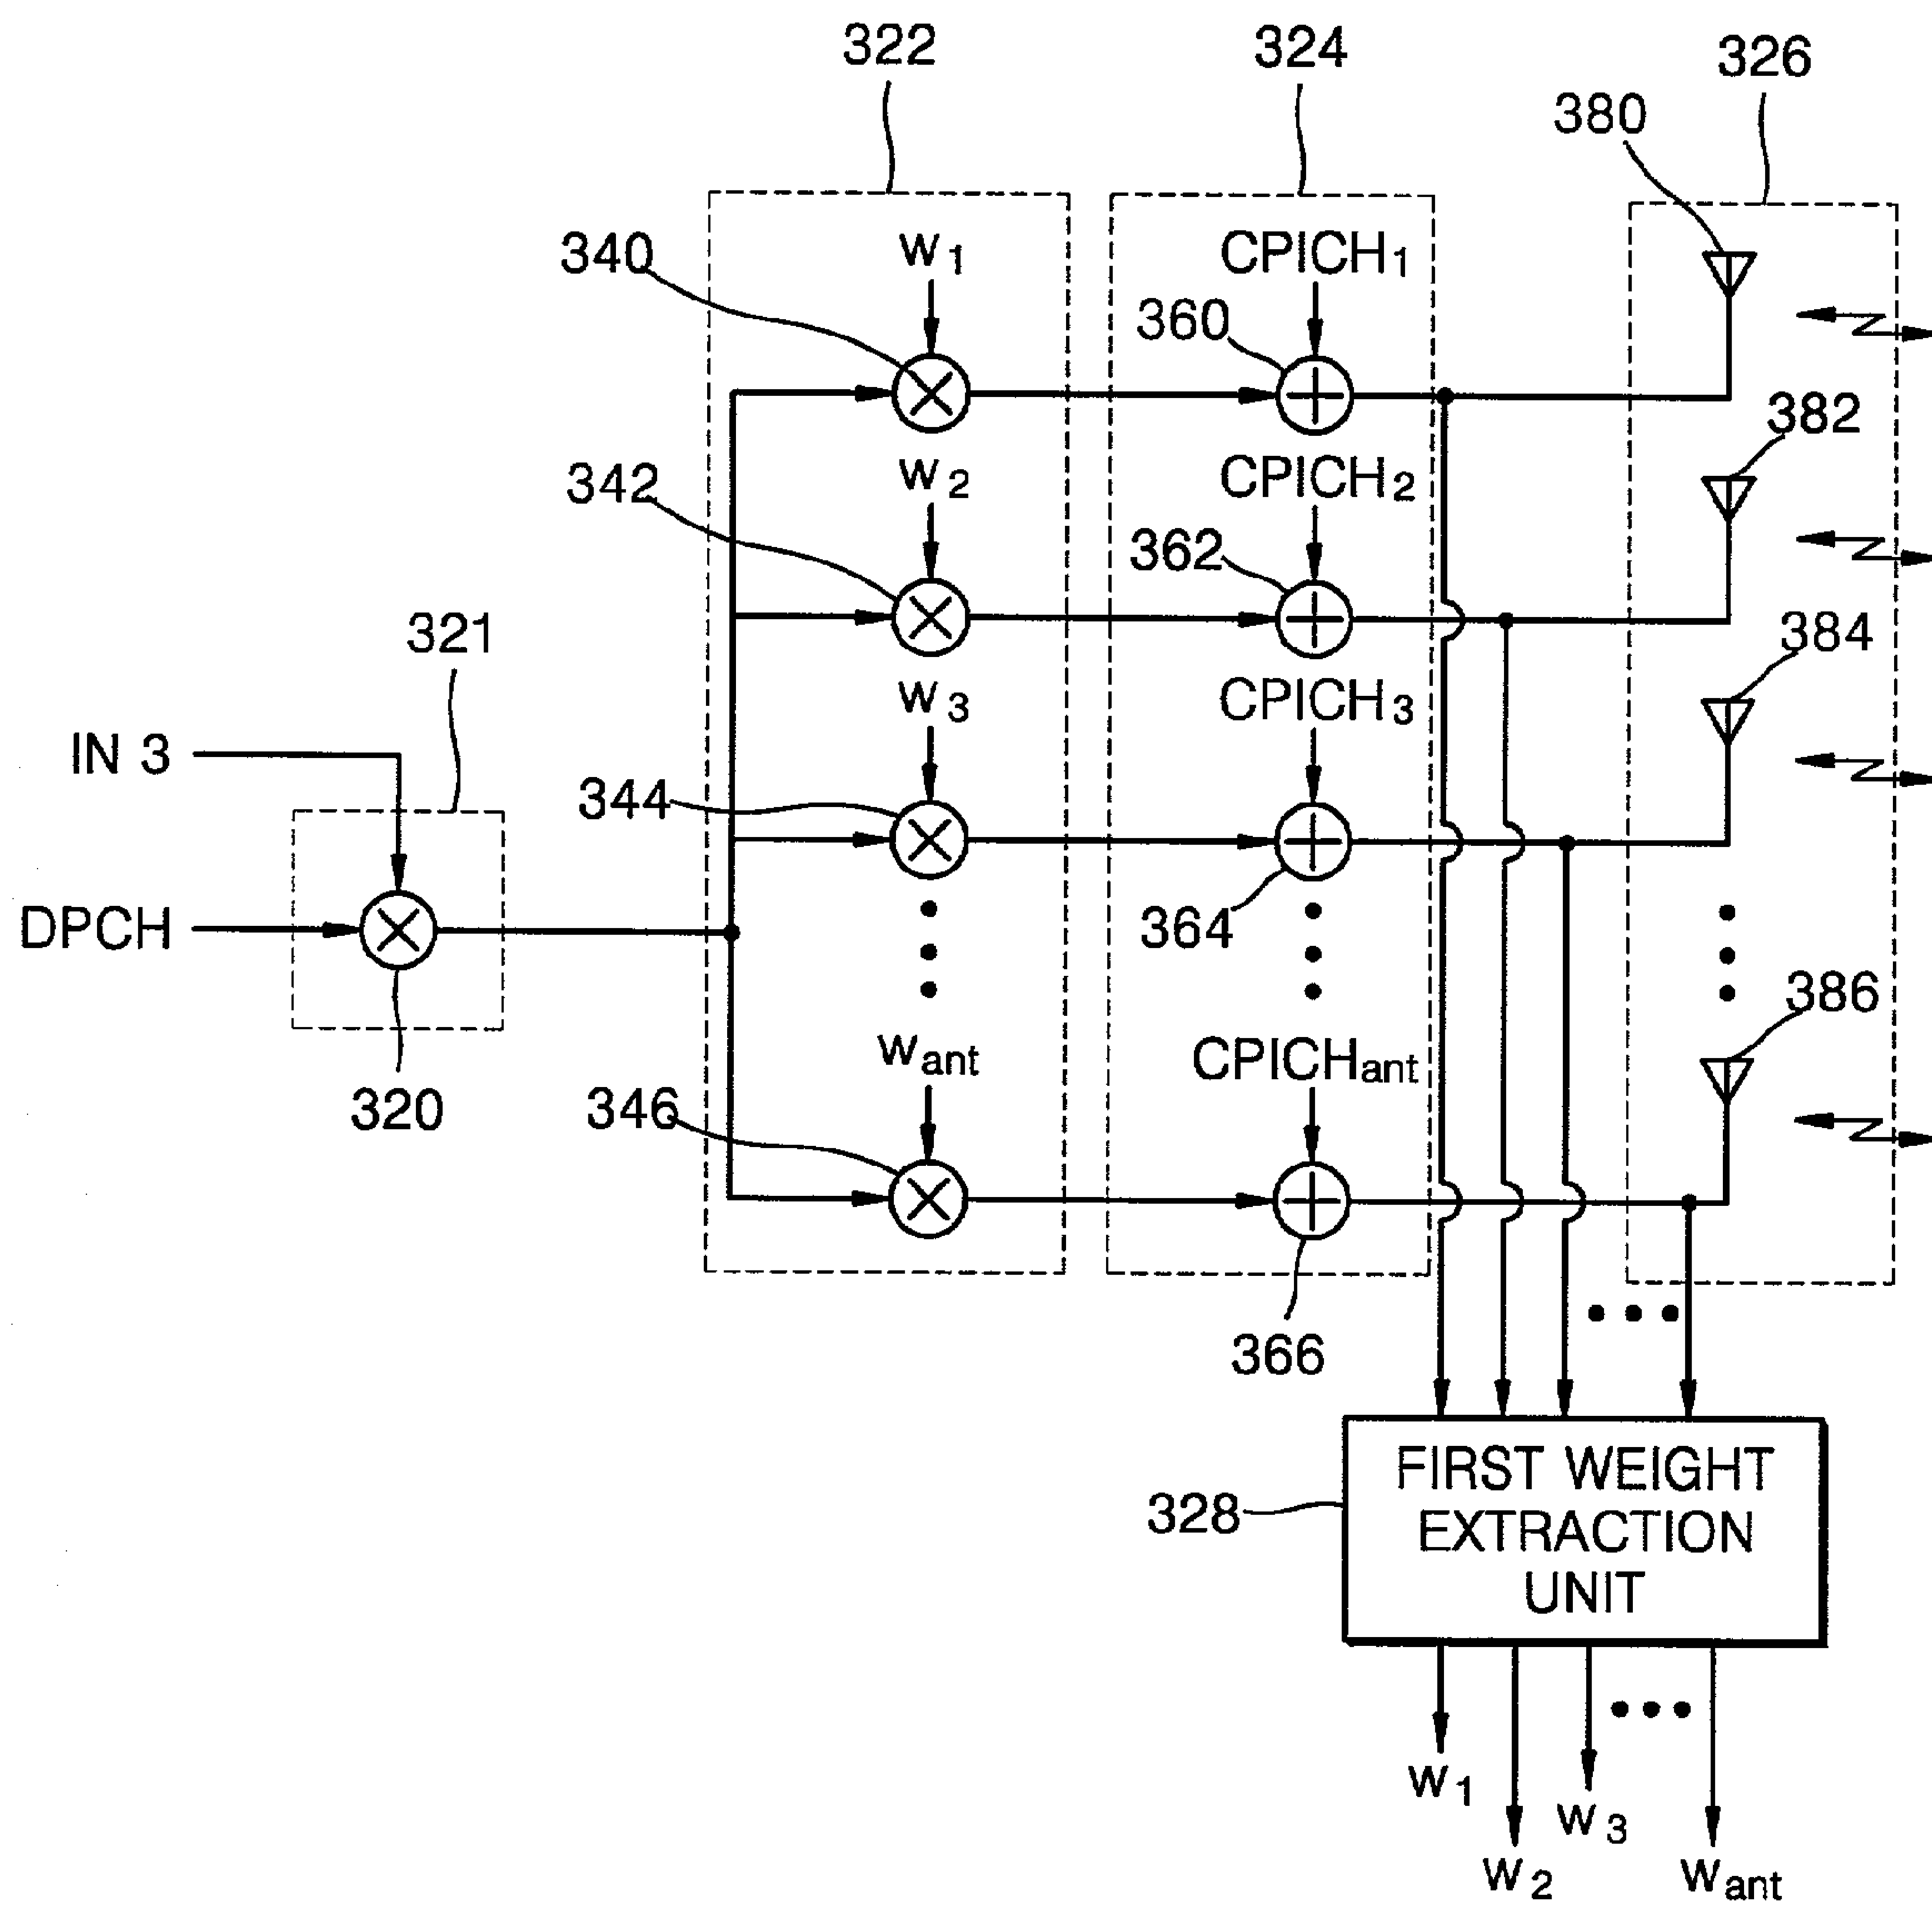 322
324
326
380
340
w1
CPICH1
360
382
342
w2
CPICH2
362
384
321
w3
CPICH3
IN 3
344
DPCH
364
386
want
CPICHant
320
346
366
328
FIRST WEIGHT
EXTRACTION
UNIT
w1
w3
w2
want